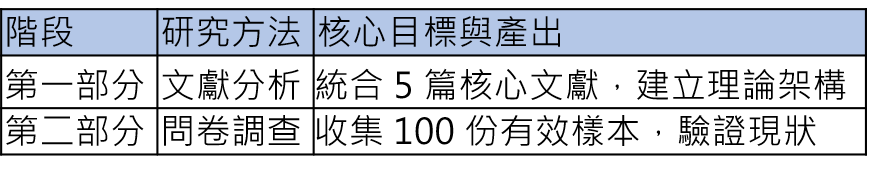 階段 研究方法 核心目標與產出
第一部分 文獻分析 統合 5 篇核心文獻，建立理論架構
第二部分 問卷調查 收集 100 份有效樣本，驗證現狀